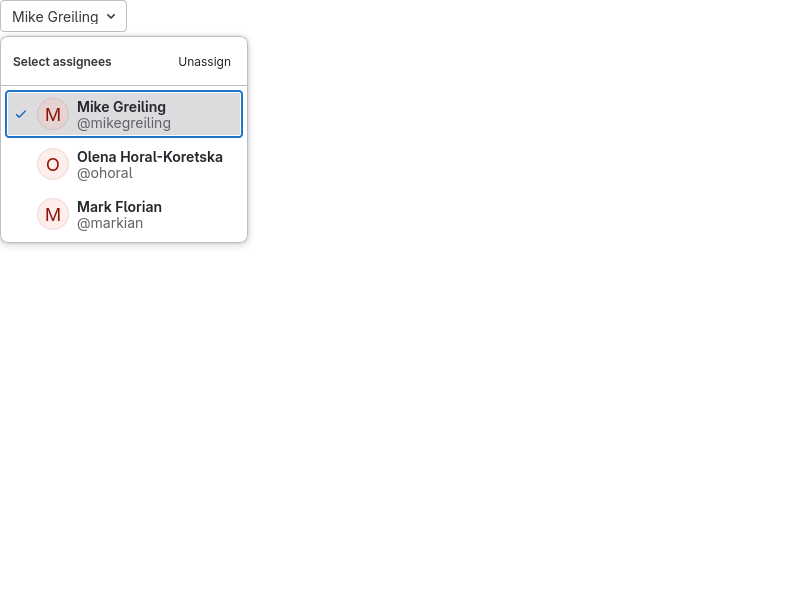 Mike Greiling
Select assignees
Unassign
M
Mike Greiling
@mikegreiling
O
Olena Horal-Koretska
@ohoral
M
Mark Florian
@markian